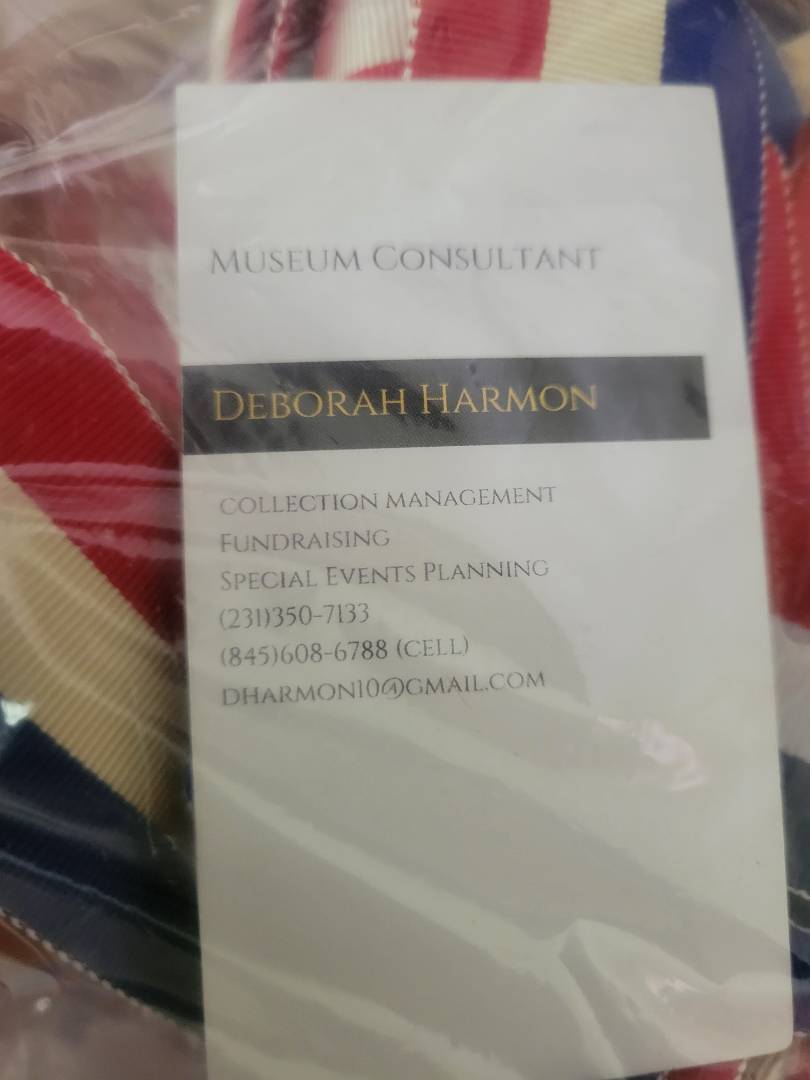 MUSEUM CONSULTANT
DEBORAH HARMON
COLLECTION MANAGEMENT
FUNDRAISING
SPECIAL EVENTS PLANNING
(231)350-7133
(845)608-6788 (CELL)
DHARMON10@GMAIL.COM